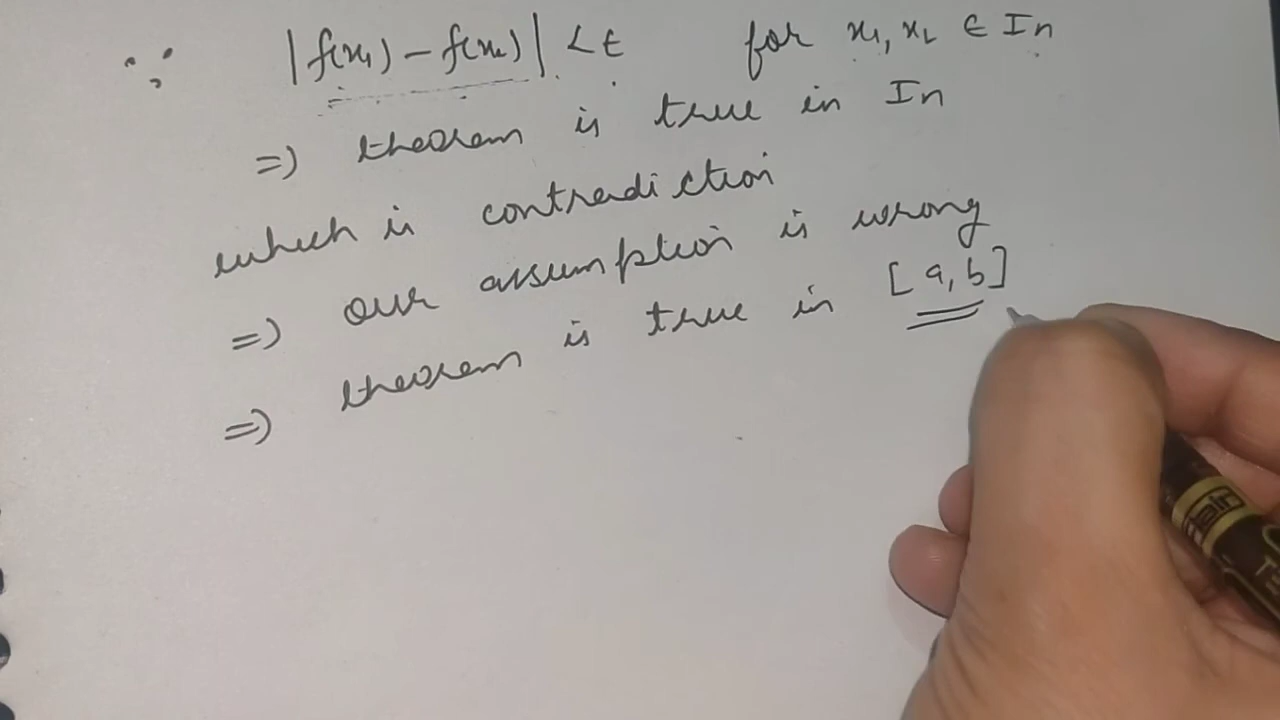 ∵ |f(x₁) - f(x₂)| < ε for x₁, x₂ ∈ In
=> theorem is true in In
which is contradiction
=> our assumption is wrong
=> theorem is true in [a, b]